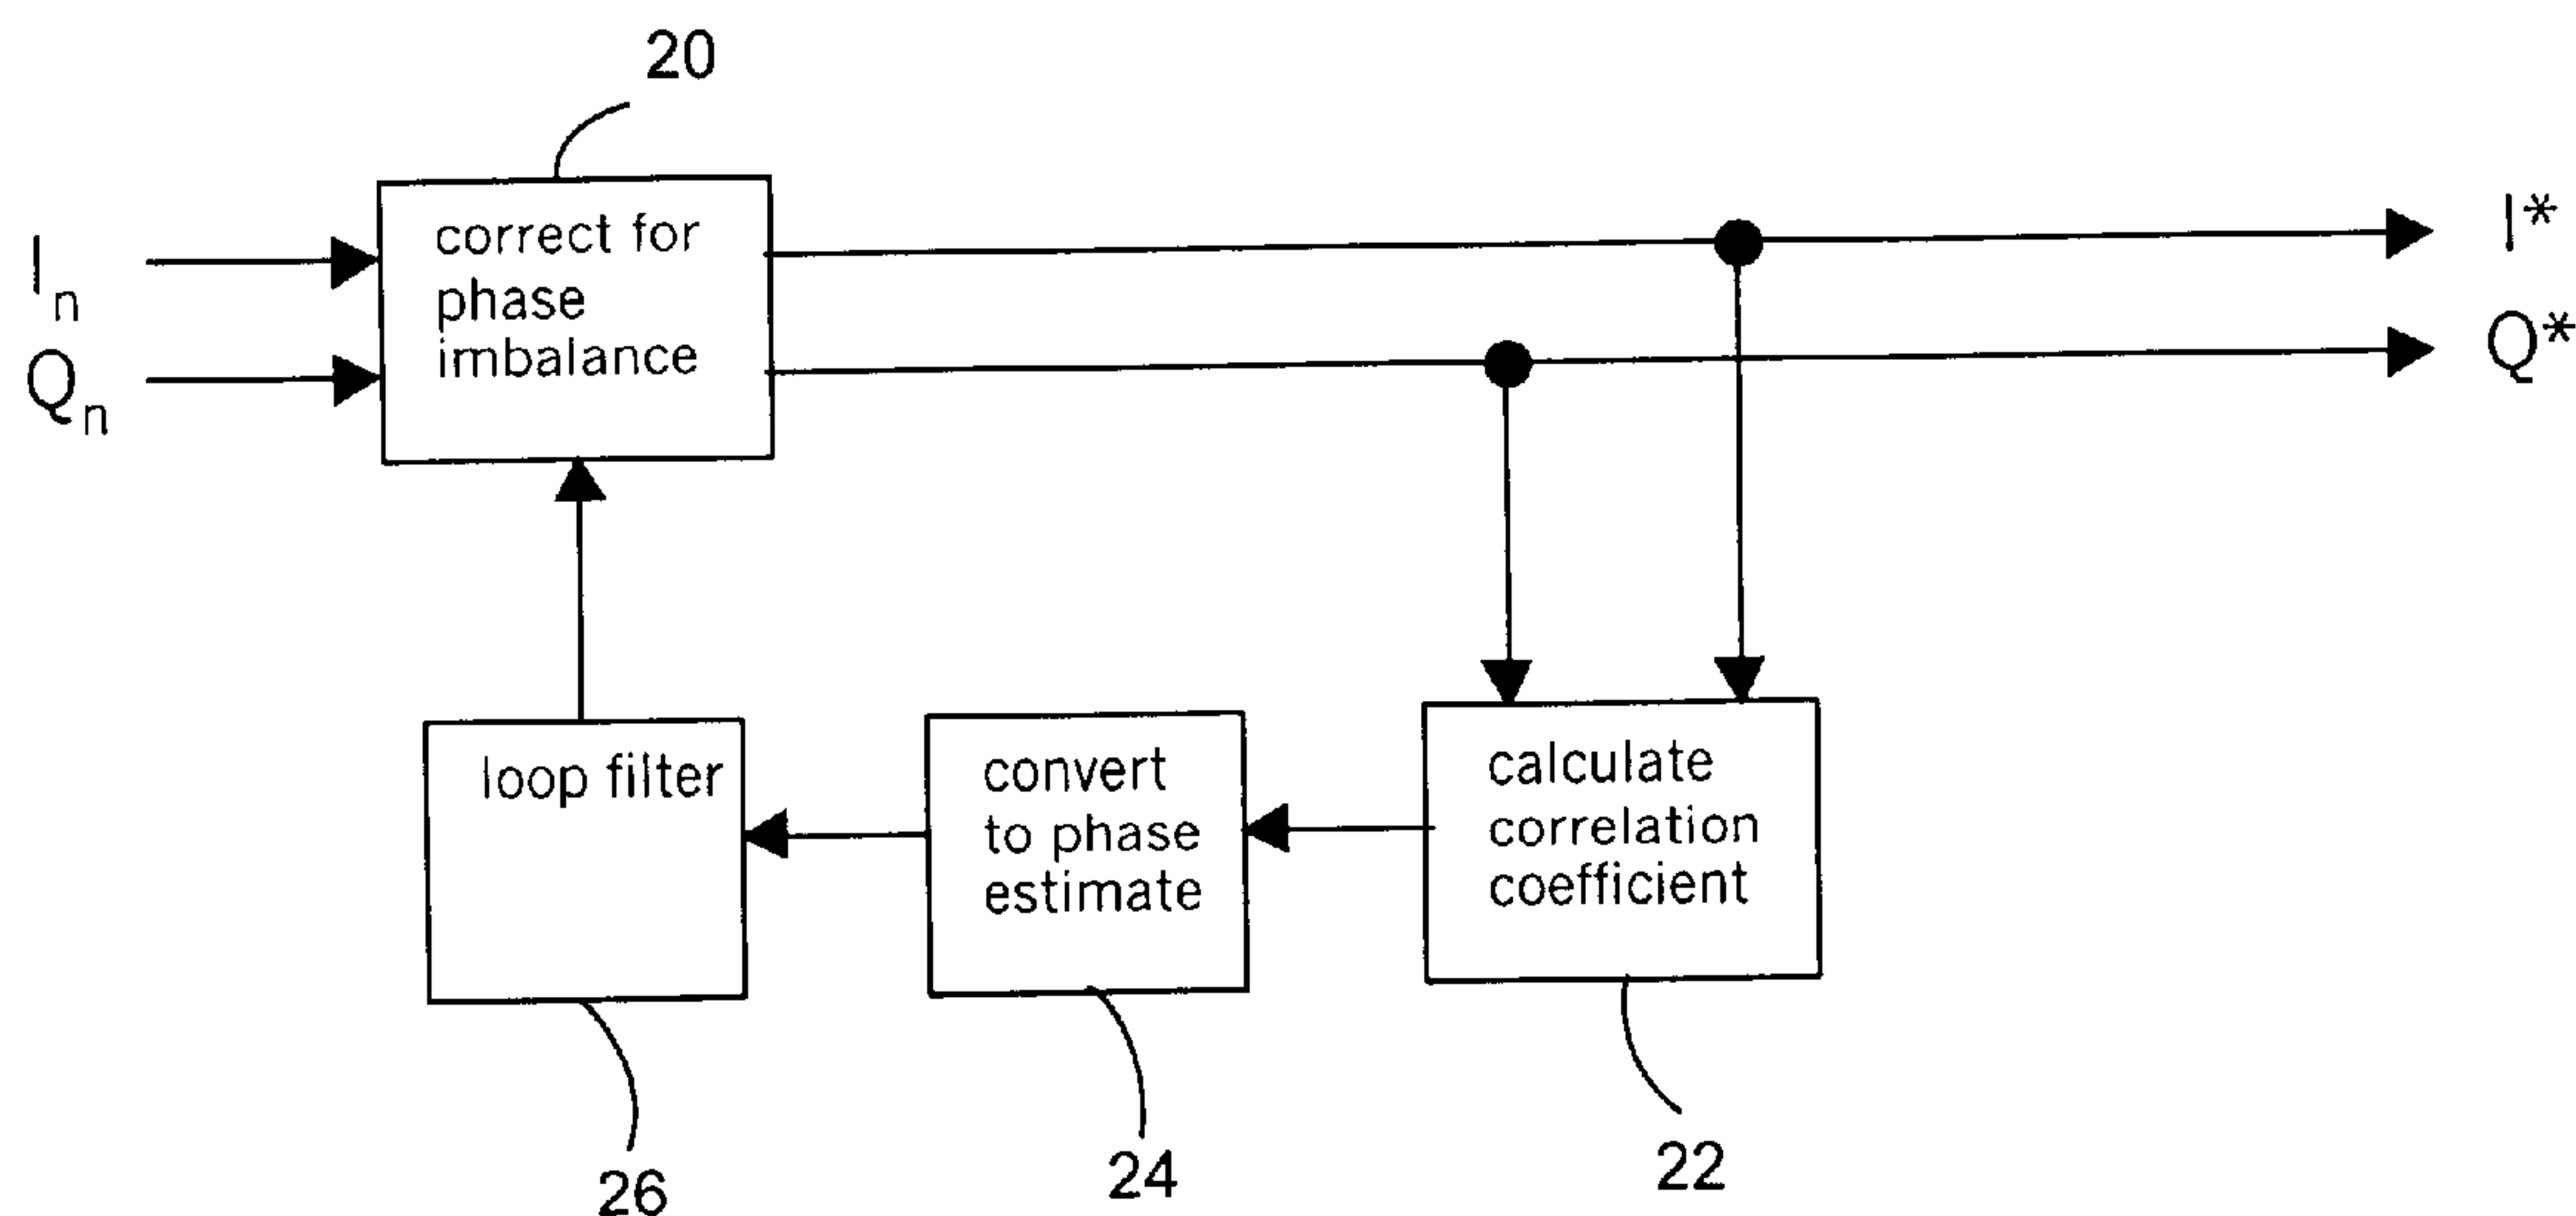 20
correct for
phase
imbalance
I_n
Q_n
I*
Q*
loop filter
convert
to phase
estimate
calculate
correlation
coefficient
26
24
22